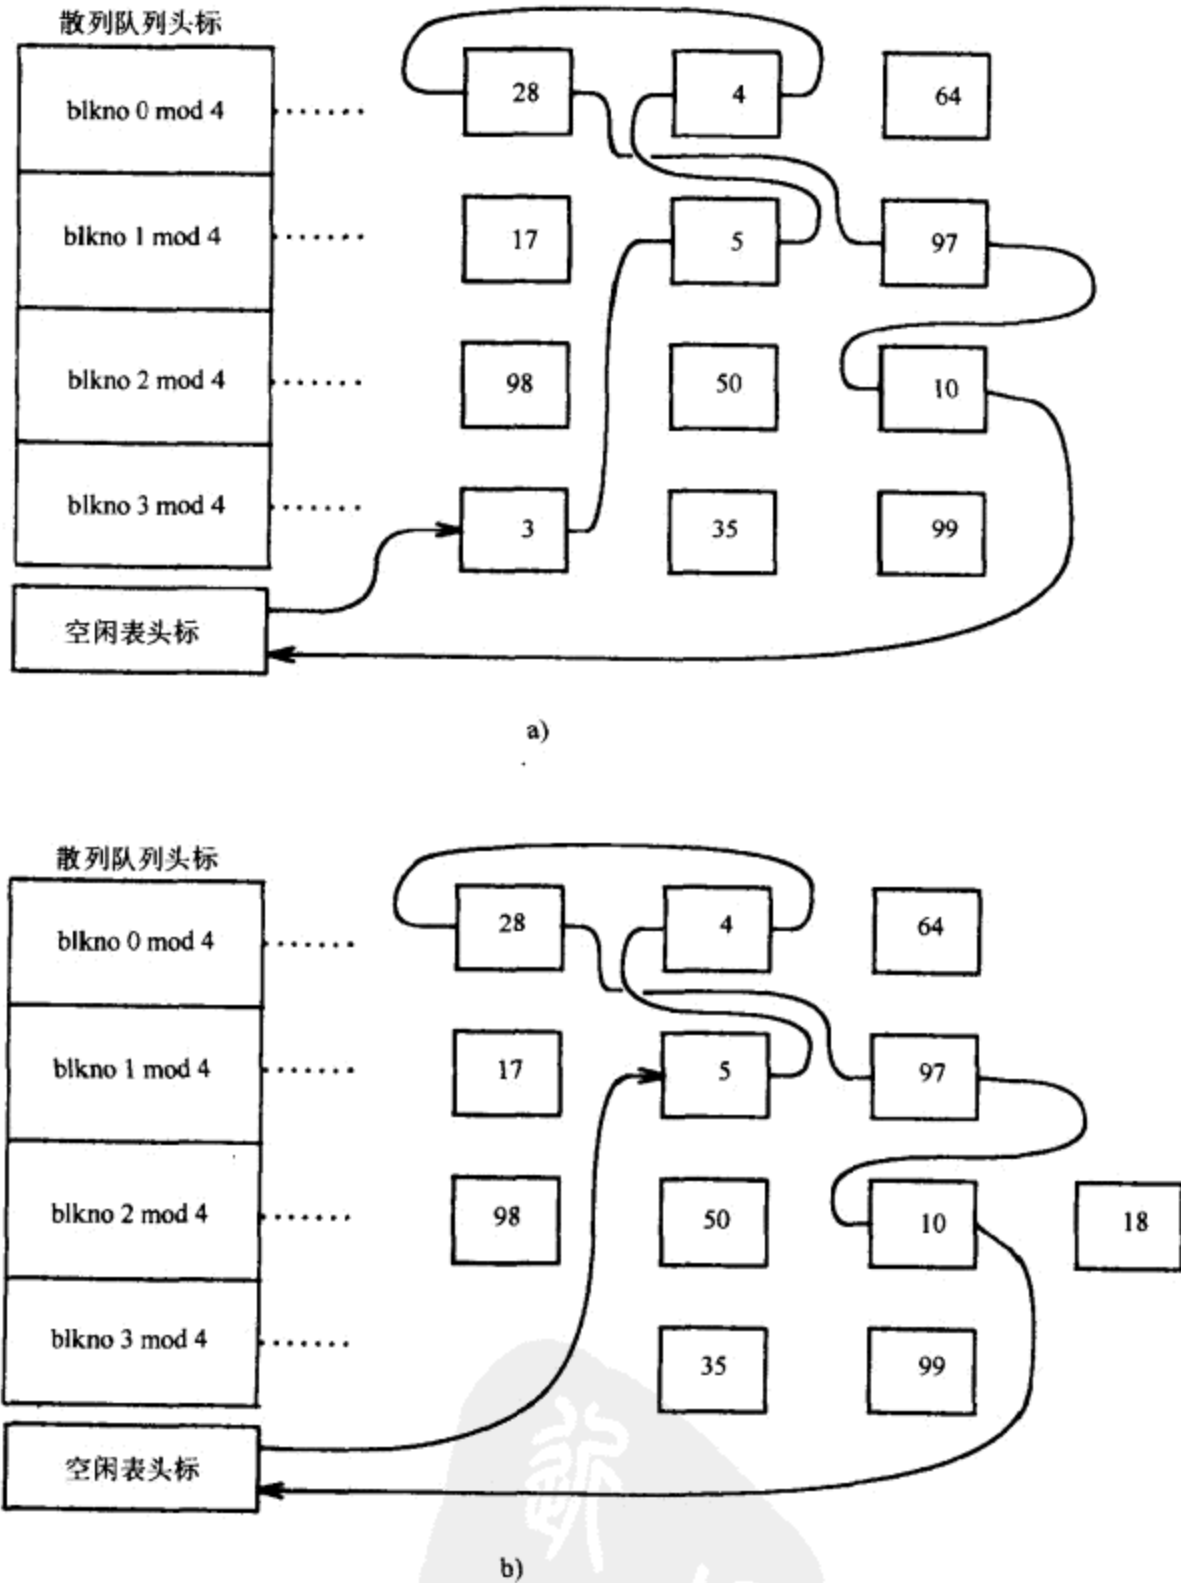 散列队列头标
blkno 0 mod 4 ......
28
4
64
blkno 1 mod 4 ......
17
5
97
blkno 2 mod 4 ......
98
50
10
blkno 3 mod 4 ......
3
35
99
空闲表头标
a)
散列队列头标
blkno 0 mod 4 ......
28
4
64
blkno 1 mod 4 ......
17
5
97
blkno 2 mod 4 ......
98
50
10
18
blkno 3 mod 4 ......
35
99
空闲表头标
b)